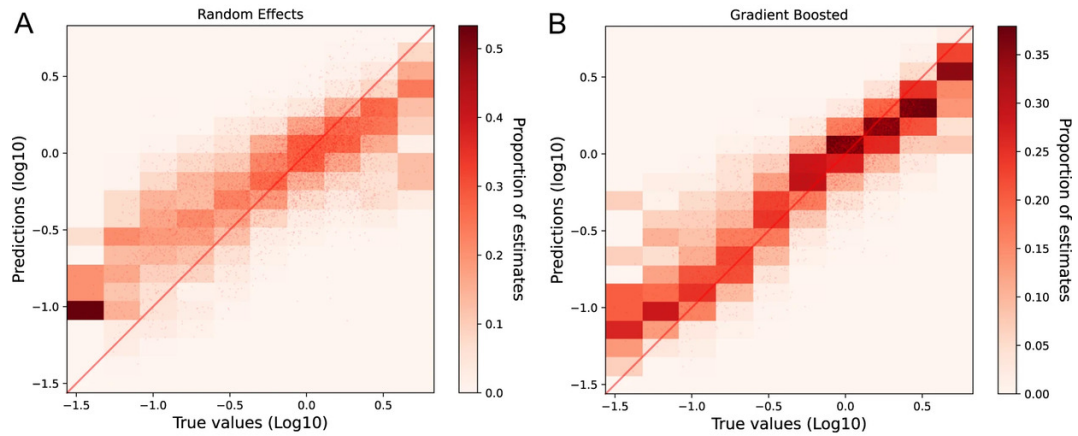 A
Random Effects
Predictions (log10)
0.5
0.0
−0.5
−1.0
−1.5
−1.5 −1.0 −0.5 0.0 0.5
True values (Log10)
0.5
0.4
0.3
0.2
0.1
0.0
Proportion of estimates
B
Gradient Boosted
Predictions (log10)
0.5
0.0
−0.5
−1.0
−1.5
−1.5 −1.0 −0.5 0.0 0.5
True values (Log10)
0.35
0.30
0.25
0.20
0.15
0.10
0.05
0.00
Proportion of estimates